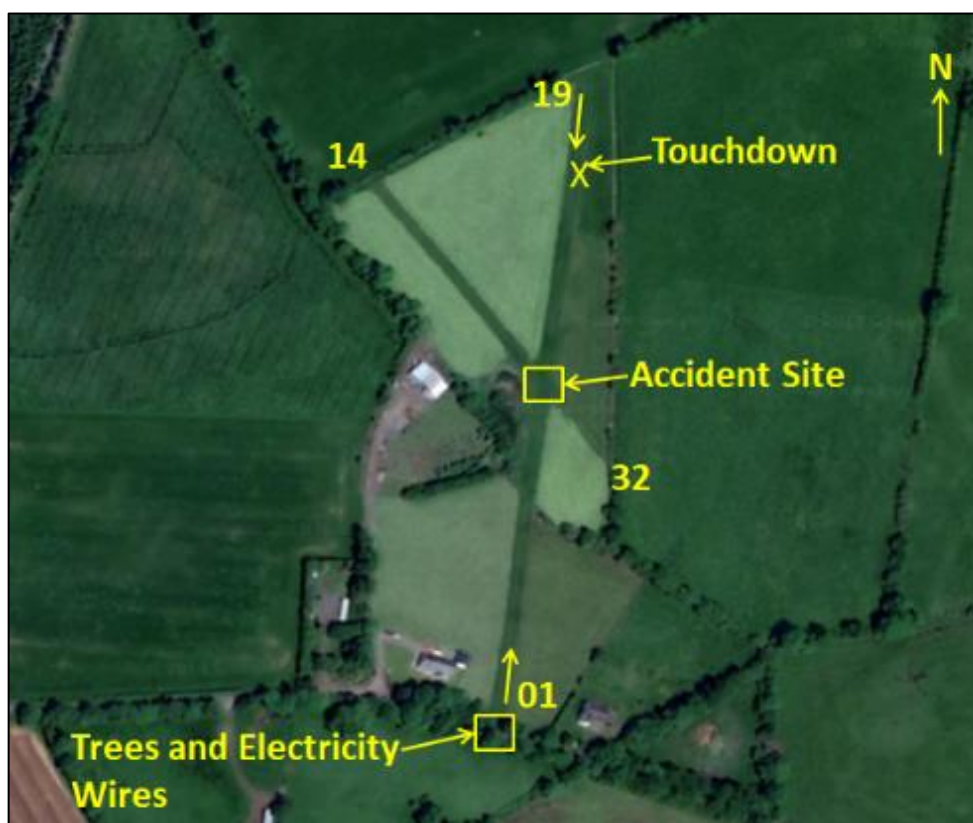 N
19
Touchdown
14
X
Accident Site
32
01
Trees and Electricity
Wires